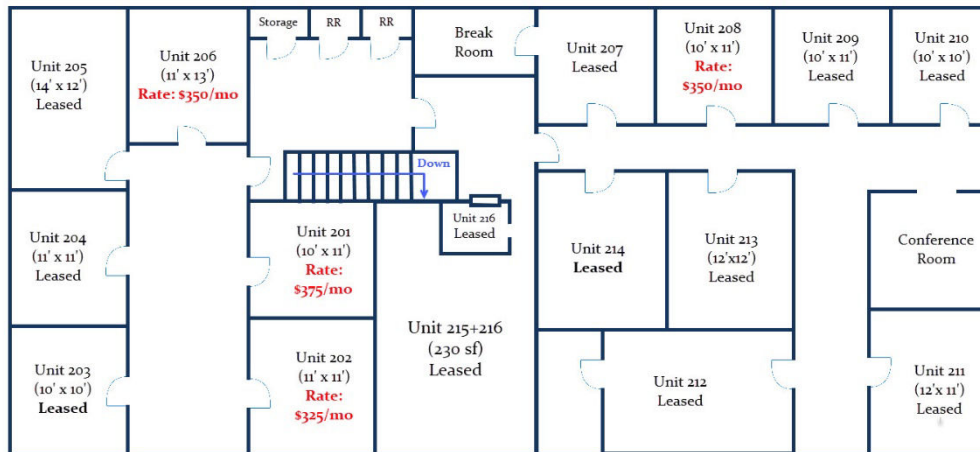 Storage
RR
RR
Break
Room
Unit 205
(14' x 12')
Leased
Unit 206
(11' x 13')
Rate: $350/mo
Unit 207
Leased
Unit 208
(10' x 11')
Rate:
$350/mo
Unit 209
(10' x 11')
Leased
Unit 210
(10' x 10')
Leased
Down
Unit 204
(11' x 11')
Leased
Unit 201
(10' x 11')
Rate:
$375/mo
Unit 216
Leased
Unit 214
Leased
Unit 213
(12'x12')
Leased
Conference
Room
Unit 203
(10' x 10')
Leased
Unit 202
(11' x 11')
Rate:
$325/mo
Unit 215+216
(230 sf)
Leased
Unit 212
Leased
Unit 211
(12'x 11')
Leased